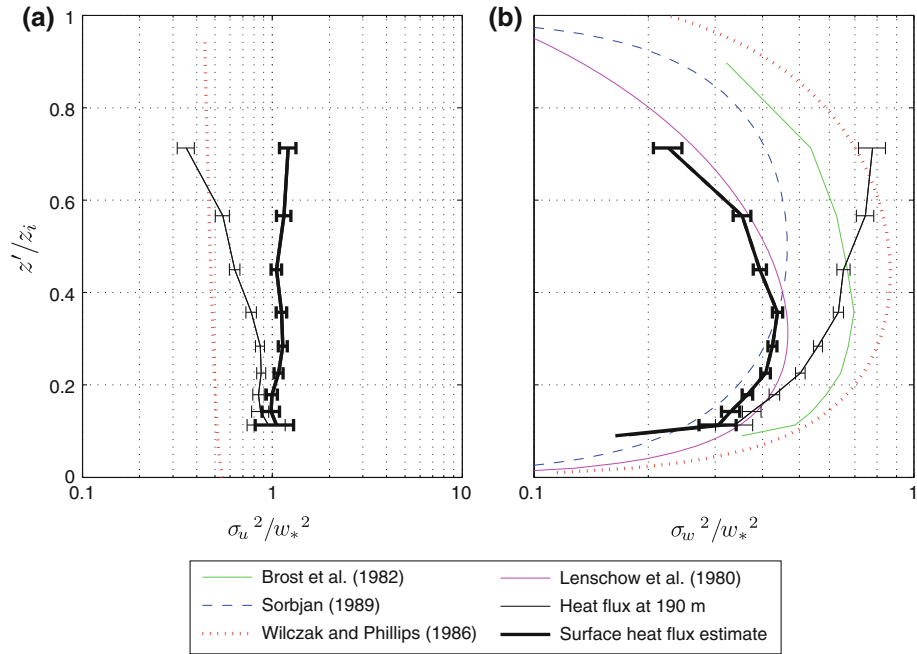 (a)
(b)
1
0.8
0.6
0.4
0.2
0
z'/z_i
0.1
1
10
0.1
1
σ_u²/w_*²
σ_w²/w_*²
Brost et al. (1982)
Sorbjan (1989)
Wilczak and Phillips (1986)
Lenschow et al. (1980)
Heat flux at 190 m
Surface heat flux estimate